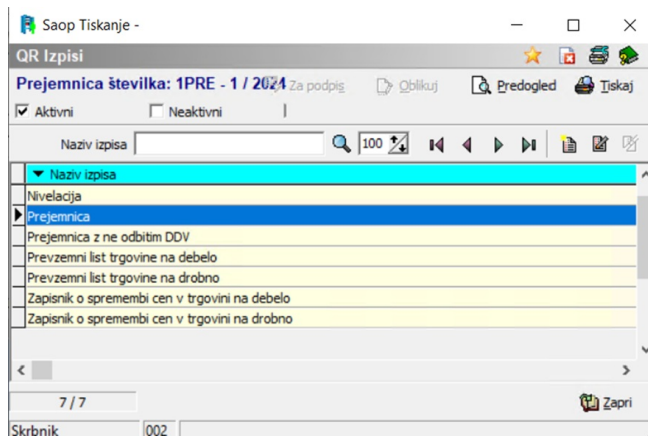 Saop Tiskanje -
QR Izpisi
Prejemnica številka: 1PRE - 1 / 2024 Za podpis Oblikuj Predogled Tiskaj
Aktivni Neaktivni
Naziv izpisa 100
Naziv izpisa
Nivelacija
Prejemnica
Prejemnica z ne odbitim DDV
Prevzemni list trgovine na debelo
Prevzemni list trgovine na drobno
Zapisnik o spremembi cen v trgovini na debelo
Zapisnik o spremembi cen v trgovini na drobno
7 / 7 Zapri
Skrbnik 002